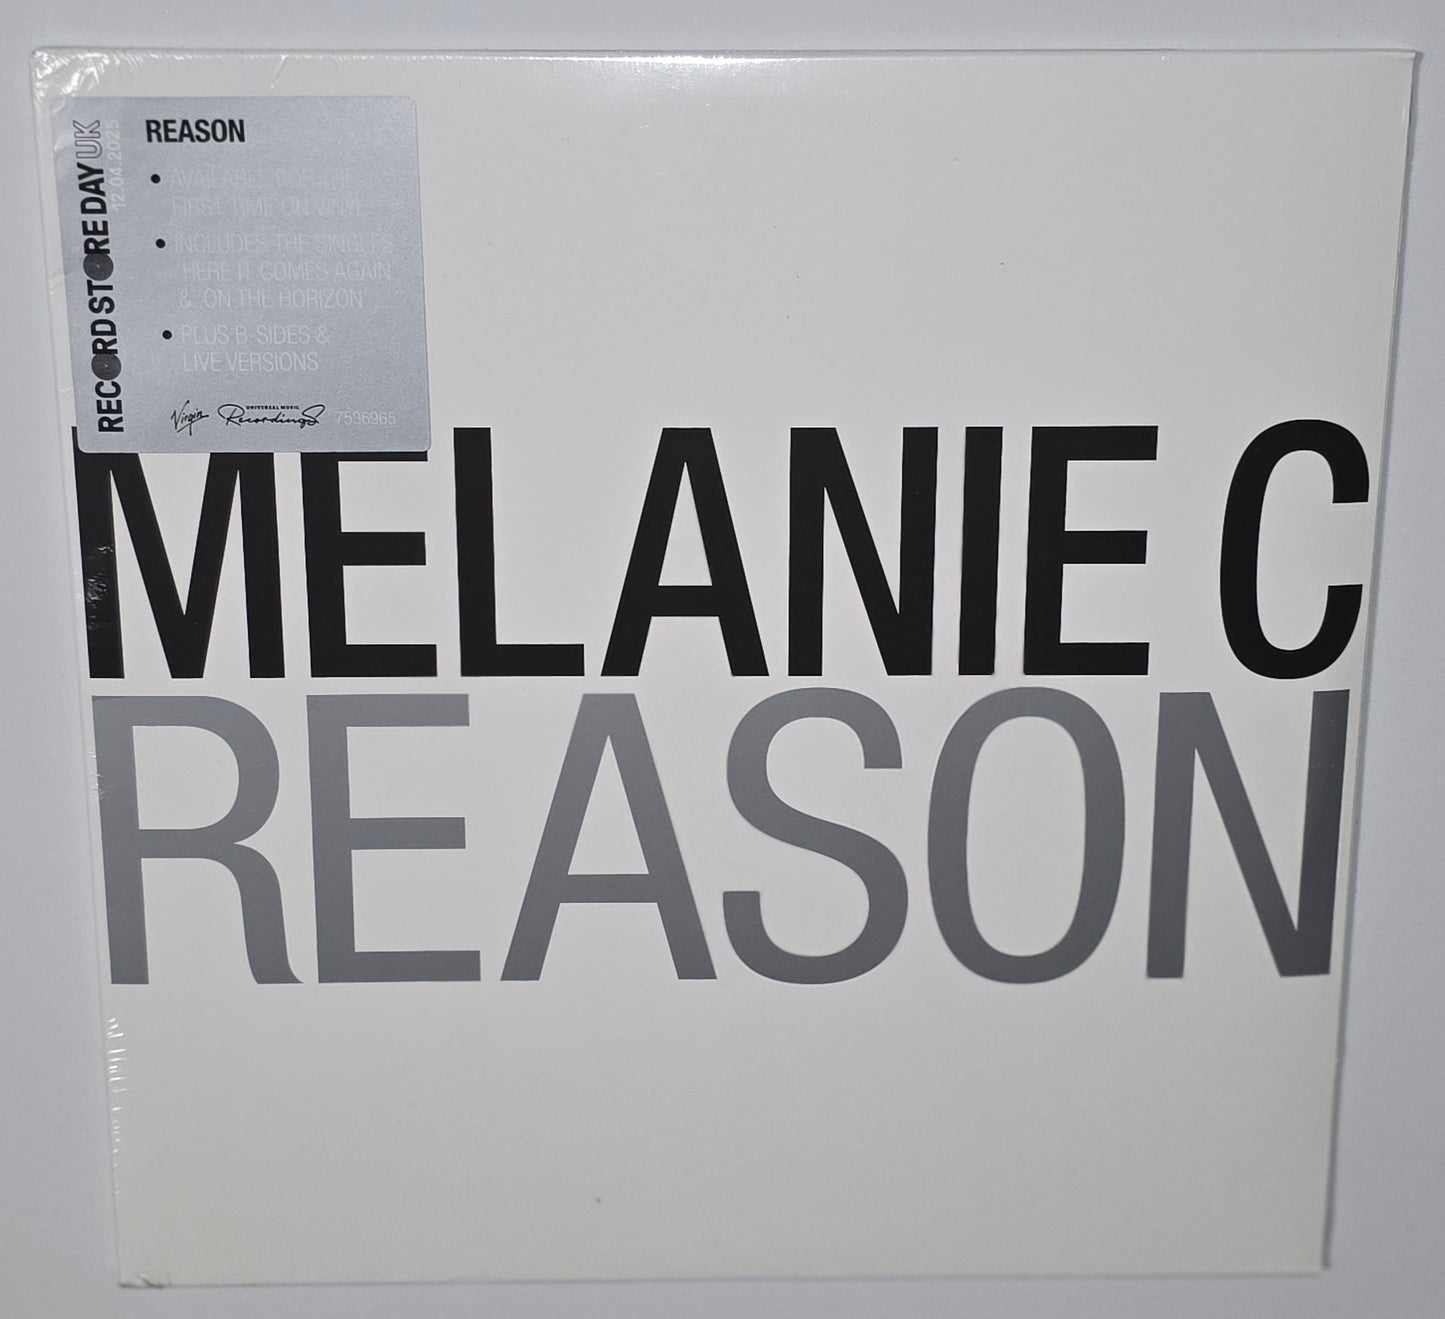 RECORD STORE DAY UK
12.04.2025
REASON
• AVAILABLE FOR THE
FIRST TIME ON VINYL
• INCLUDES THE SINGLES
'HERE IT COMES AGAIN'
& 'ON THE HORIZON'
• PLUS B-SIDES &
LIVE VERSIONS
Virgin
UNIVERSAL MUSIC
Recordings
7536965
MELANIE C
REASON